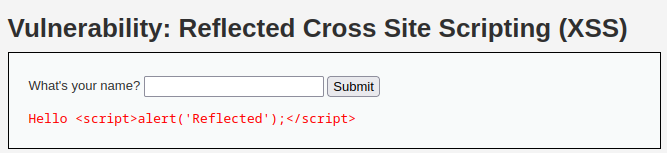 Vulnerability: Reflected Cross Site Scripting (XSS)
What's your name? Submit
Hello <script>alert('Reflected');</script>